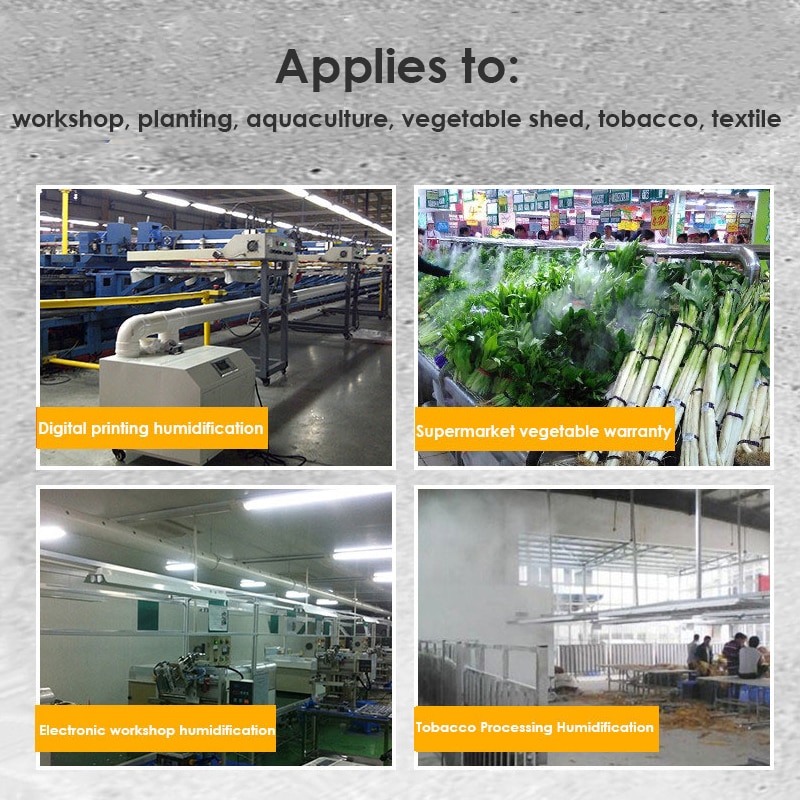 Applies to:
workshop, planting, aquaculture, vegetable shed, tobacco, textile
Digital printing humidification
Supermarket vegetable warranty
Electronic workshop humidification
Tobacco Processing Humidification